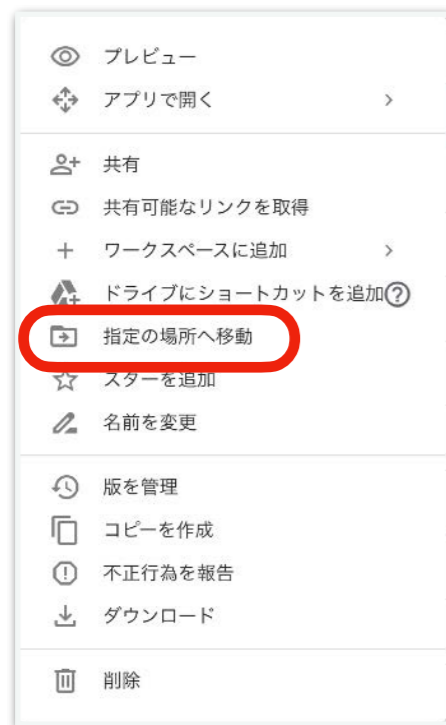 プレビュー
アプリで開く
共有
共有可能なリンクを取得
ワークスペースに追加
ドライブにショートカットを追加?
指定の場所へ移動
スターを追加
名前を変更
版を管理
コピーを作成
不正行為を報告
ダウンロード
削除